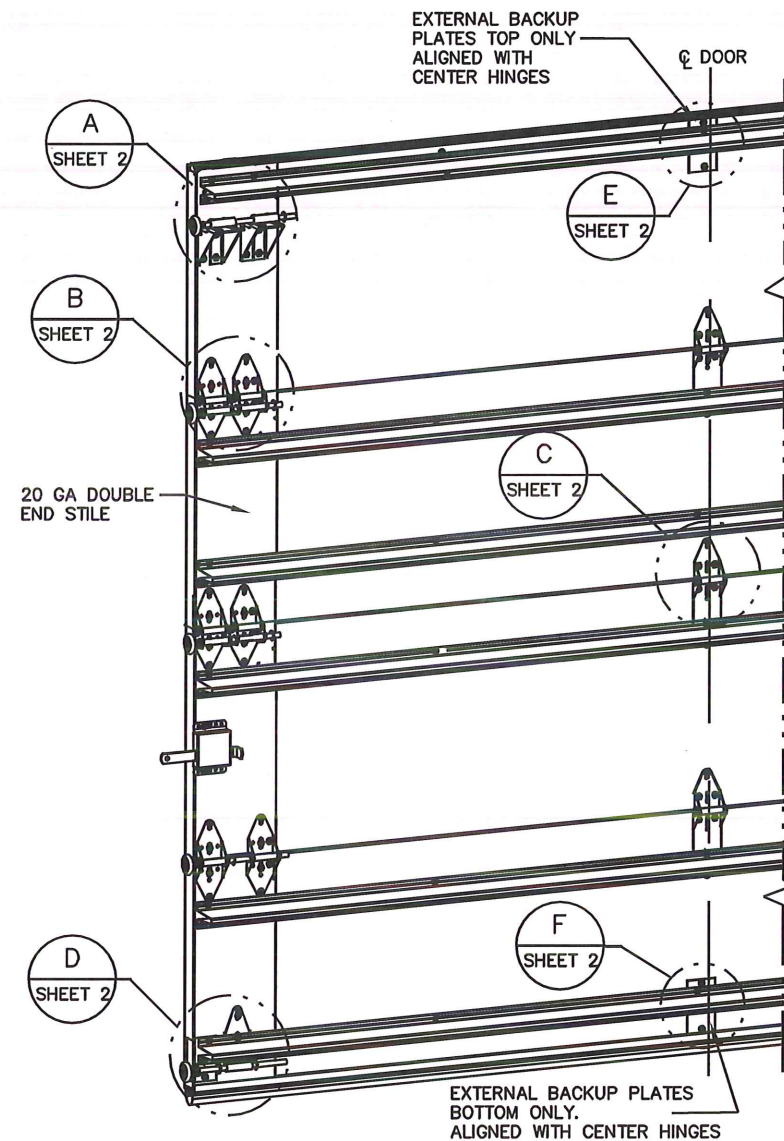 EXTERNAL BACKUP
PLATES TOP ONLY
ALIGNED WITH
CENTER HINGES
℄ DOOR
A
SHEET 2
E
SHEET 2
B
SHEET 2
C
SHEET 2
20 GA DOUBLE
END STILE
D
SHEET 2
F
SHEET 2
EXTERNAL BACKUP PLATES
BOTTOM ONLY.
ALIGNED WITH CENTER HINGES